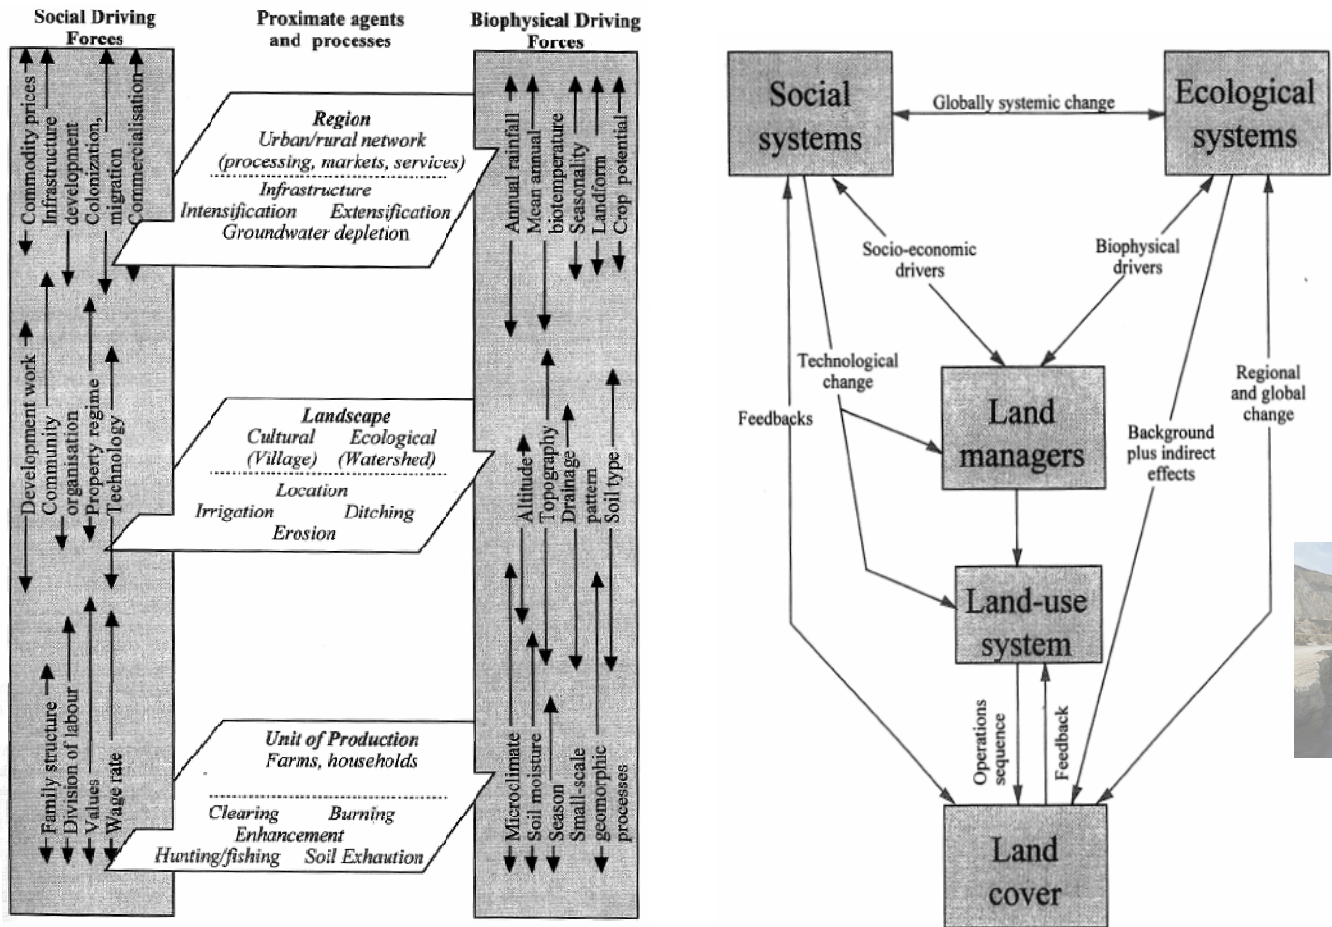 Social Driving
Forces
Proximate agents
and processes
Biophysical Driving
Forces
Commodity prices
Infrastructure
development
Colonization,
migration
Commercialisation
Region
Urban/rural network
(processing, markets, services)
Infrastructure
Intensification Extensification
Groundwater depletion
Annual rainfall
Mean annual
biotemperature
Seasonality
Landform
Crop potential
Development work
Community
organisation
Property regime
Technology
Landscape
Cultural Ecological
(Village) (Watershed)
Location
Irrigation Ditching
Erosion
Altitude
Topography
Drainage
pattern
Soil type
Family structure
Division of labour
Values
Wage rate
Unit of Production
Farms, households
Clearing Burning
Enhancement
Hunting/fishing Soil Exhaution
Microclimate
Soil moisture
Season
Small-scale
geomorphic
processes
Social
systems
Globally systemic change
Ecological
systems
Socio-economic
drivers
Biophysical
drivers
Technological
change
Feedbacks
Land
managers
Background
plus indirect
effects
Regional
and global
change
Land-use
system
Operations
sequence
Feedback
Land
cover